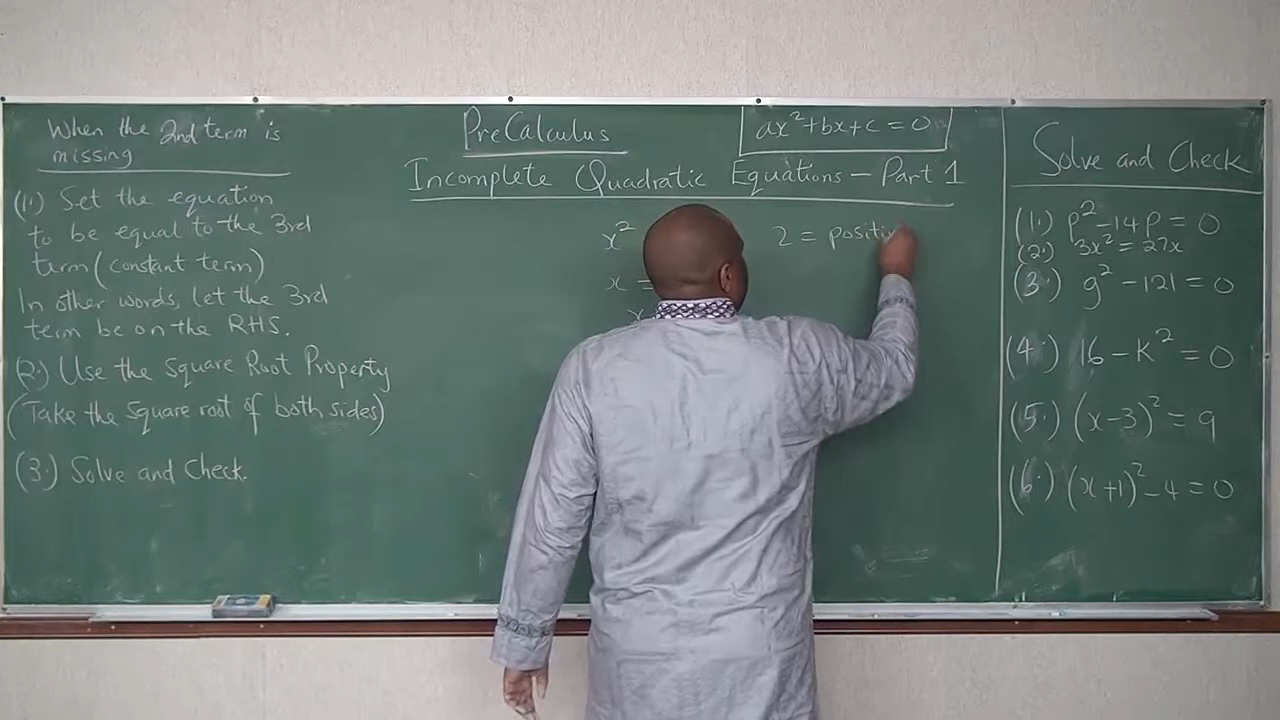 When the 2nd term is
missing
(1.) Set the equation
to be equal to the 3rd
term (constant term)
In other words, let the 3rd
term be on the RHS.
(2.) Use the Square Root Property
(Take the square root of both sides)
(3.) Solve and Check.
PreCalculus
ax²+bx+c=0
Incomplete Quadratic Equations – Part 1
x²
x =
x
2 = positiv
Solve and Check
(1.) p²-14p=0
(2.) 3x²=27x
(3.) g²-121=0
(4.) 16-K²=0
(5.) (x-3)²=9
(6.) (x+1)²-4=0